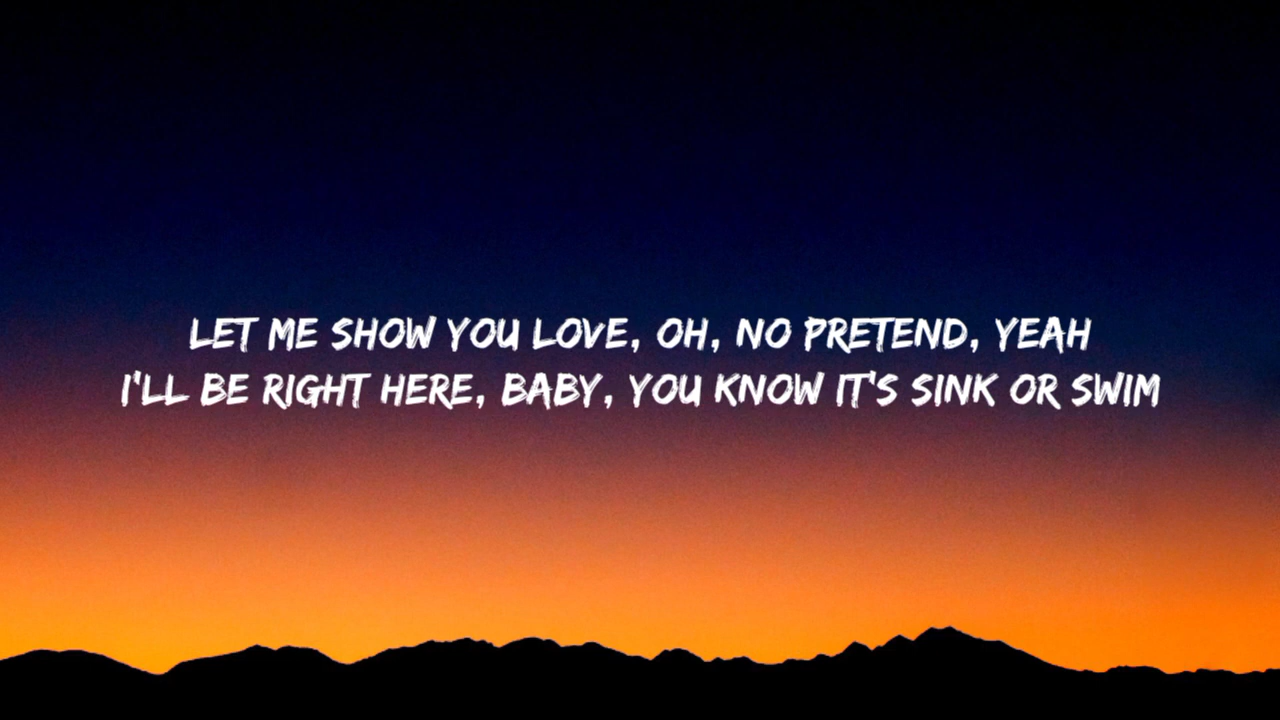 LET ME SHOW YOU LOVE, OH, NO PRETEND, YEAH
I'LL BE RIGHT HERE, BABY, YOU KNOW IT'S SINK OR SWIM